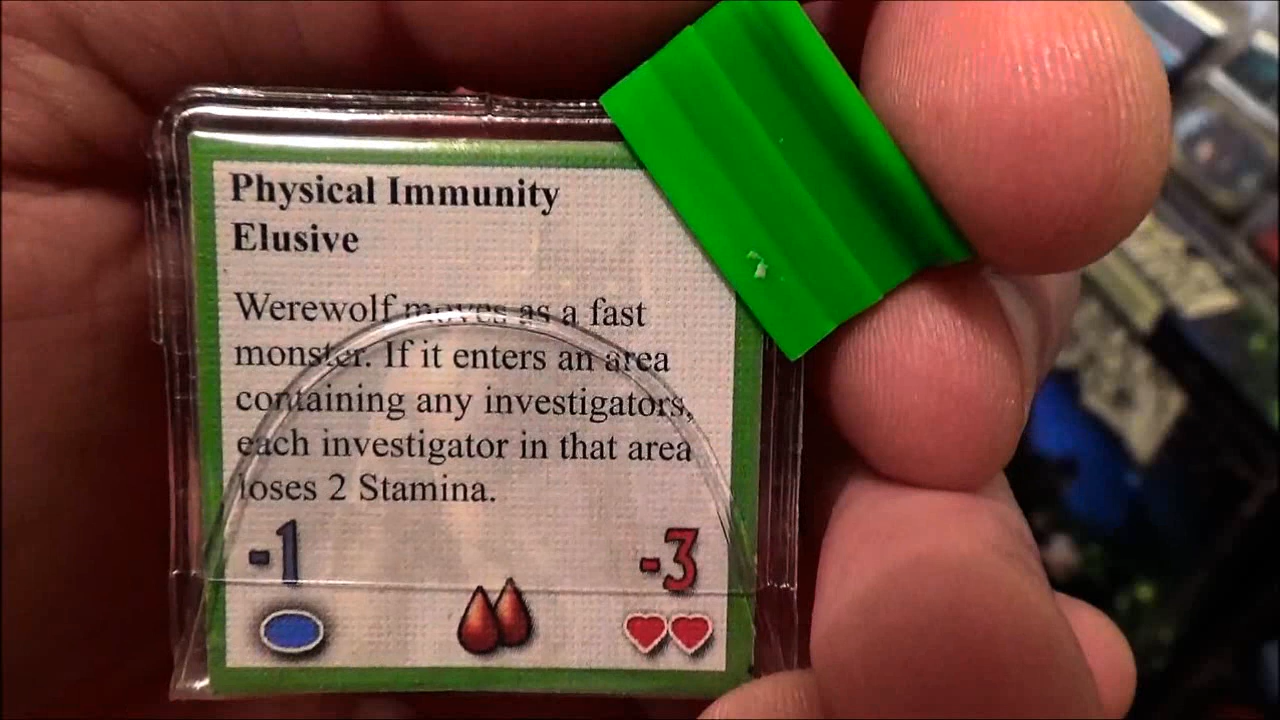 Physical Immunity
Elusive
Werewolf moves as a fast
monster. If it enters an area
containing any investigators,
each investigator in that area
loses 2 Stamina.
-1 -3